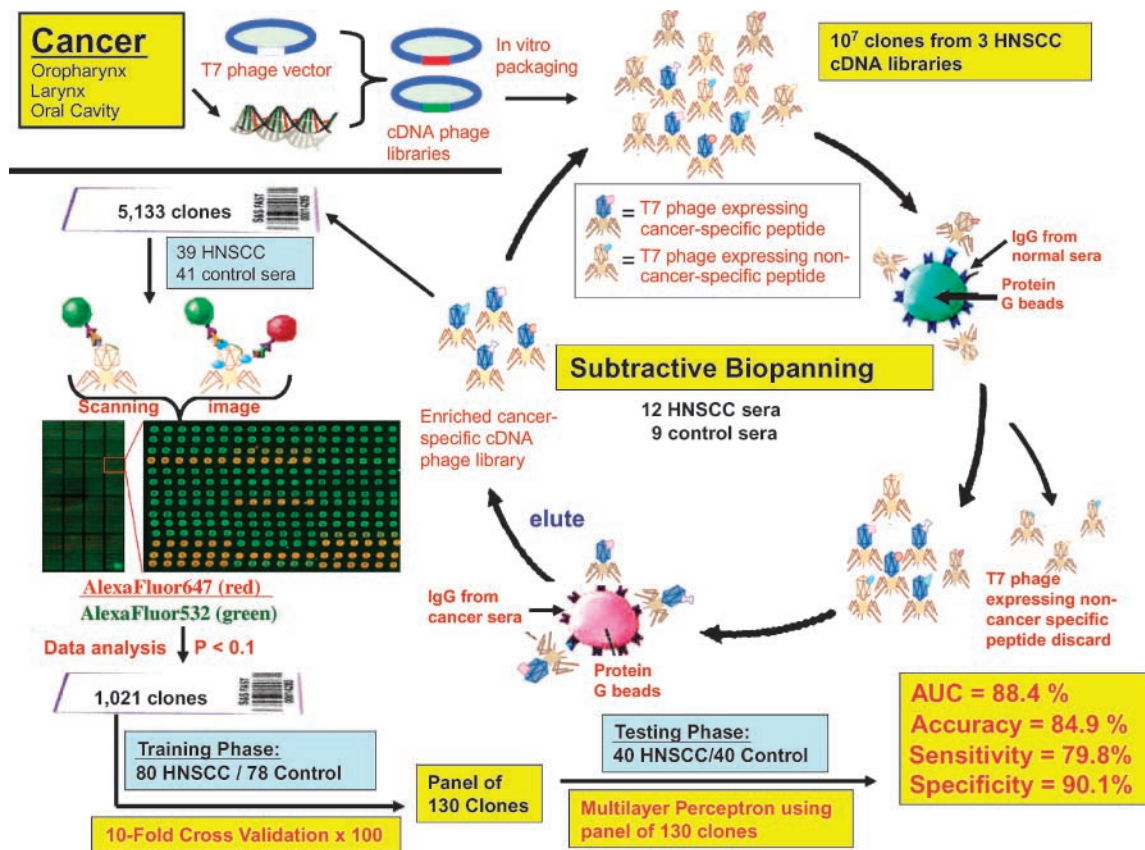 Cancer
Oropharynx
Larynx
Oral Cavity
T7 phage vector
cDNA phage
libraries
In vitro
packaging
10⁷ clones from 3 HNSCC
cDNA libraries
= T7 phage expressing
cancer-specific peptide
= T7 phage expressing non-
cancer-specific peptide
IgG from
normal sera
Protein
G beads
Subtractive Biopanning
12 HNSCC sera
9 control sera
T7 phage
expressing non-
cancer specific
peptide discard
IgG from
cancer sera
Protein
G beads
elute
Enriched cancer-
specific cDNA
phage library
5,133 clones
S&S FAST
39 HNSCC
41 control sera
Scanning image
AlexaFluor647 (red)
AlexaFluor532 (green)
Data analysis P < 0.1
1,021 clones
S&S FAST
Training Phase:
80 HNSCC / 78 Control
10-Fold Cross Validation x 100
Panel of
130 Clones
Testing Phase:
40 HNSCC/40 Control
Multilayer Perceptron using
panel of 130 clones
AUC = 88.4 %
Accuracy = 84.9 %
Sensitivity = 79.8%
Specificity = 90.1%